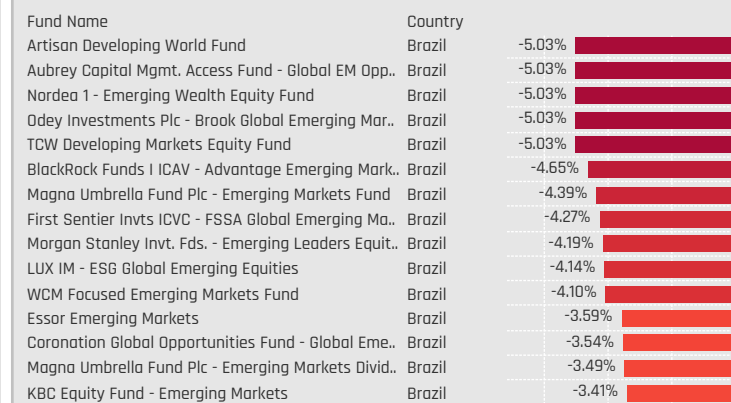 Fund Name Country
Artisan Developing World Fund Brazil -5.03%
Aubrey Capital Mgmt. Access Fund - Global EM Opp.. Brazil -5.03%
Nordea 1 - Emerging Wealth Equity Fund Brazil -5.03%
Odey Investments Plc - Brook Global Emerging Mar.. Brazil -5.03%
TCW Developing Markets Equity Fund Brazil -5.03%
BlackRock Funds I ICAV - Advantage Emerging Mark.. Brazil -4.65%
Magna Umbrella Fund Plc - Emerging Markets Fund Brazil -4.39%
First Sentier Invts ICVC - FSSA Global Emerging Ma.. Brazil -4.27%
Morgan Stanley Invt. Fds. - Emerging Leaders Equit.. Brazil -4.19%
LUX IM - ESG Global Emerging Equities Brazil -4.14%
WCM Focused Emerging Markets Fund Brazil -4.10%
Essor Emerging Markets Brazil -3.59%
Coronation Global Opportunities Fund - Global Eme.. Brazil -3.54%
Magna Umbrella Fund Plc - Emerging Markets Divid.. Brazil -3.49%
KBC Equity Fund - Emerging Markets Brazil -3.41%